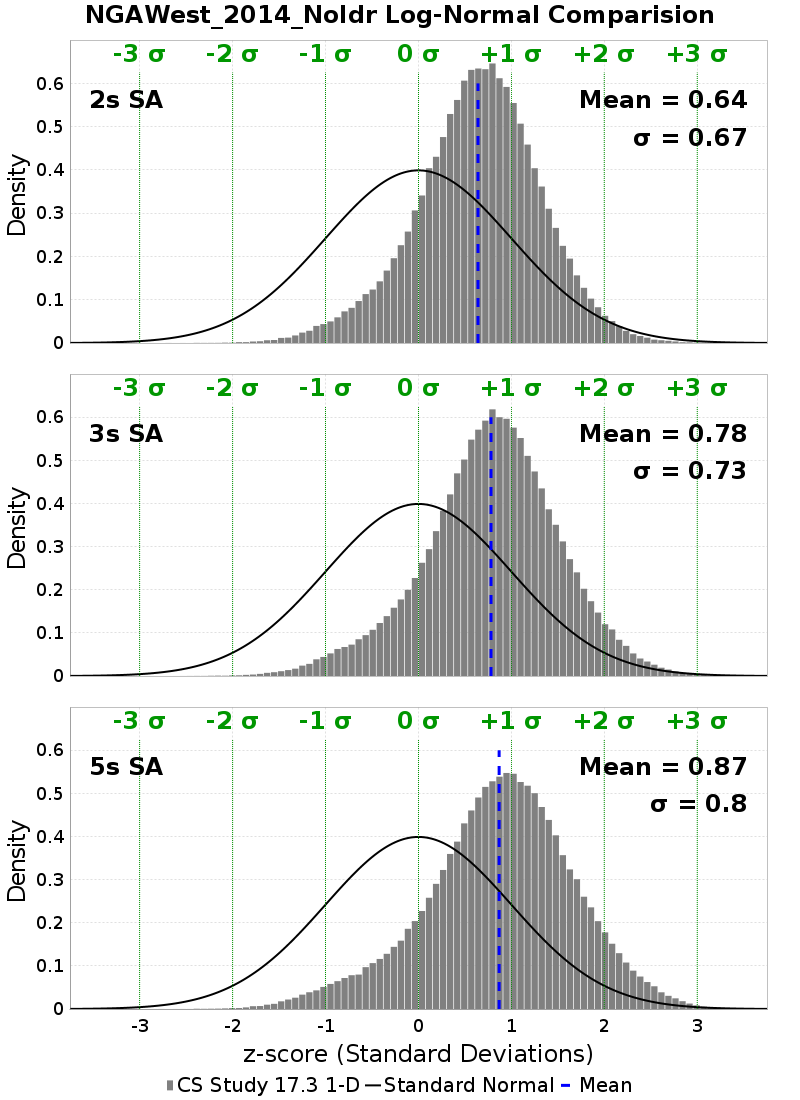 NGAWest_2014_NoIdr Log-Normal Comparision
-3 σ -2 σ -1 σ 0 σ +1 σ +2 σ +3 σ
0.6
2s SA
Mean = 0.64
0.5
σ = 0.67
0.4
Density
0.3
0.2
0.1
0
-3 σ -2 σ -1 σ 0 σ +1 σ +2 σ +3 σ
0.6
3s SA
Mean = 0.78
0.5
σ = 0.73
0.4
Density
0.3
0.2
0.1
0
-3 σ -2 σ -1 σ 0 σ +1 σ +2 σ +3 σ
0.6
5s SA
Mean = 0.87
0.5
σ = 0.8
0.4
Density
0.3
0.2
0.1
0
-3 -2 -1 0 1 2 3
z-score (Standard Deviations)
CS Study 17.3 1-D Standard Normal Mean